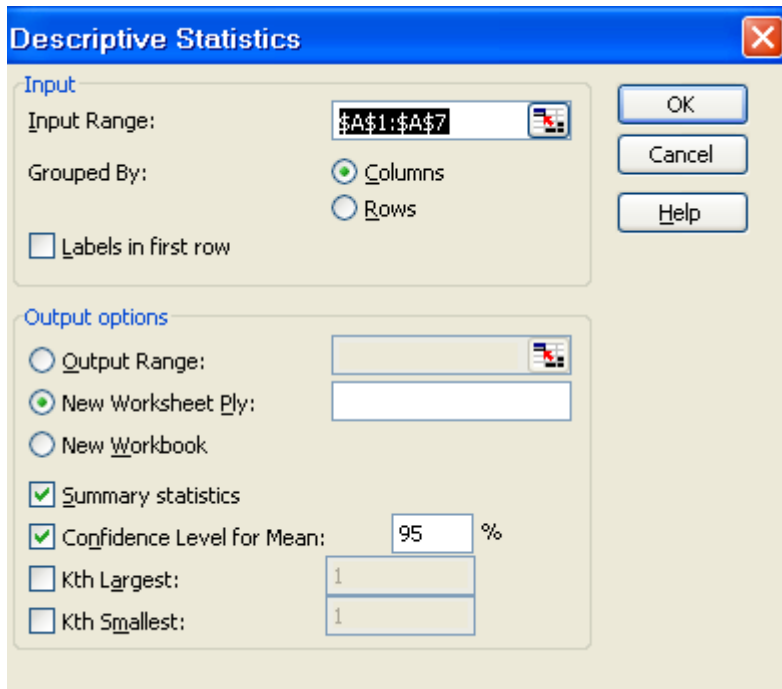 Descriptive Statistics
Input
Input Range: $A$1:$A$7
OK
Grouped By: Columns
Cancel
Rows
Help
Labels in first row
Output options
Output Range:
New Worksheet Ply:
New Workbook
Summary statistics
Confidence Level for Mean: 95 %
Kth Largest: 1
Kth Smallest: 1